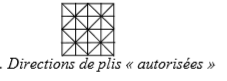 . Directions de plis « autorisées »